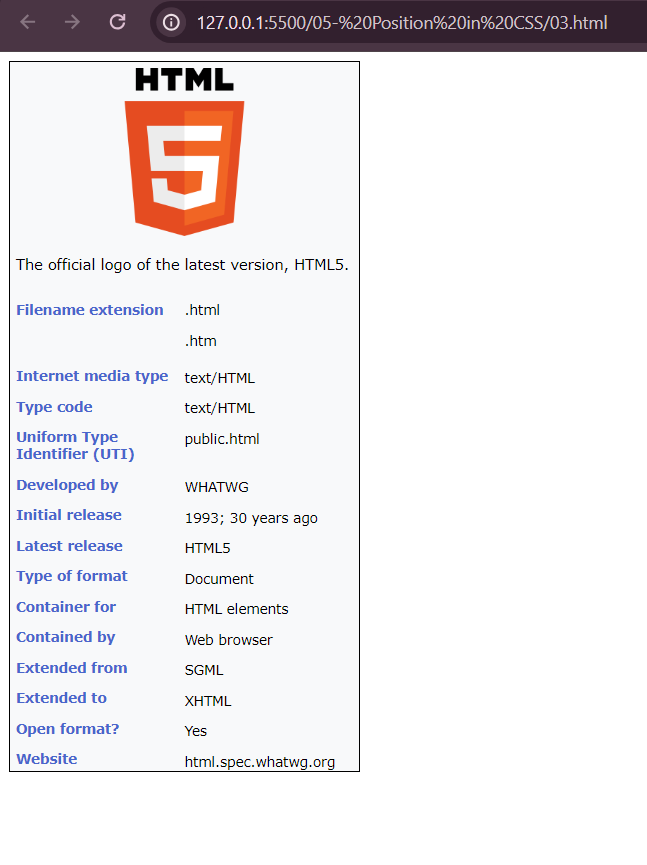 127.0.0.1:5500/05-%20Position%20in%20CSS/03.html
HTML
5
The official logo of the latest version, HTML5.
Filename extension .html
.htm
Internet media type text/HTML
Type code text/HTML
Uniform Type public.html
Identifier (UTI)
Developed by WHATWG
Initial release 1993; 30 years ago
Latest release HTML5
Type of format Document
Container for HTML elements
Contained by Web browser
Extended from SGML
Extended to XHTML
Open format? Yes
Website html.spec.whatwg.org